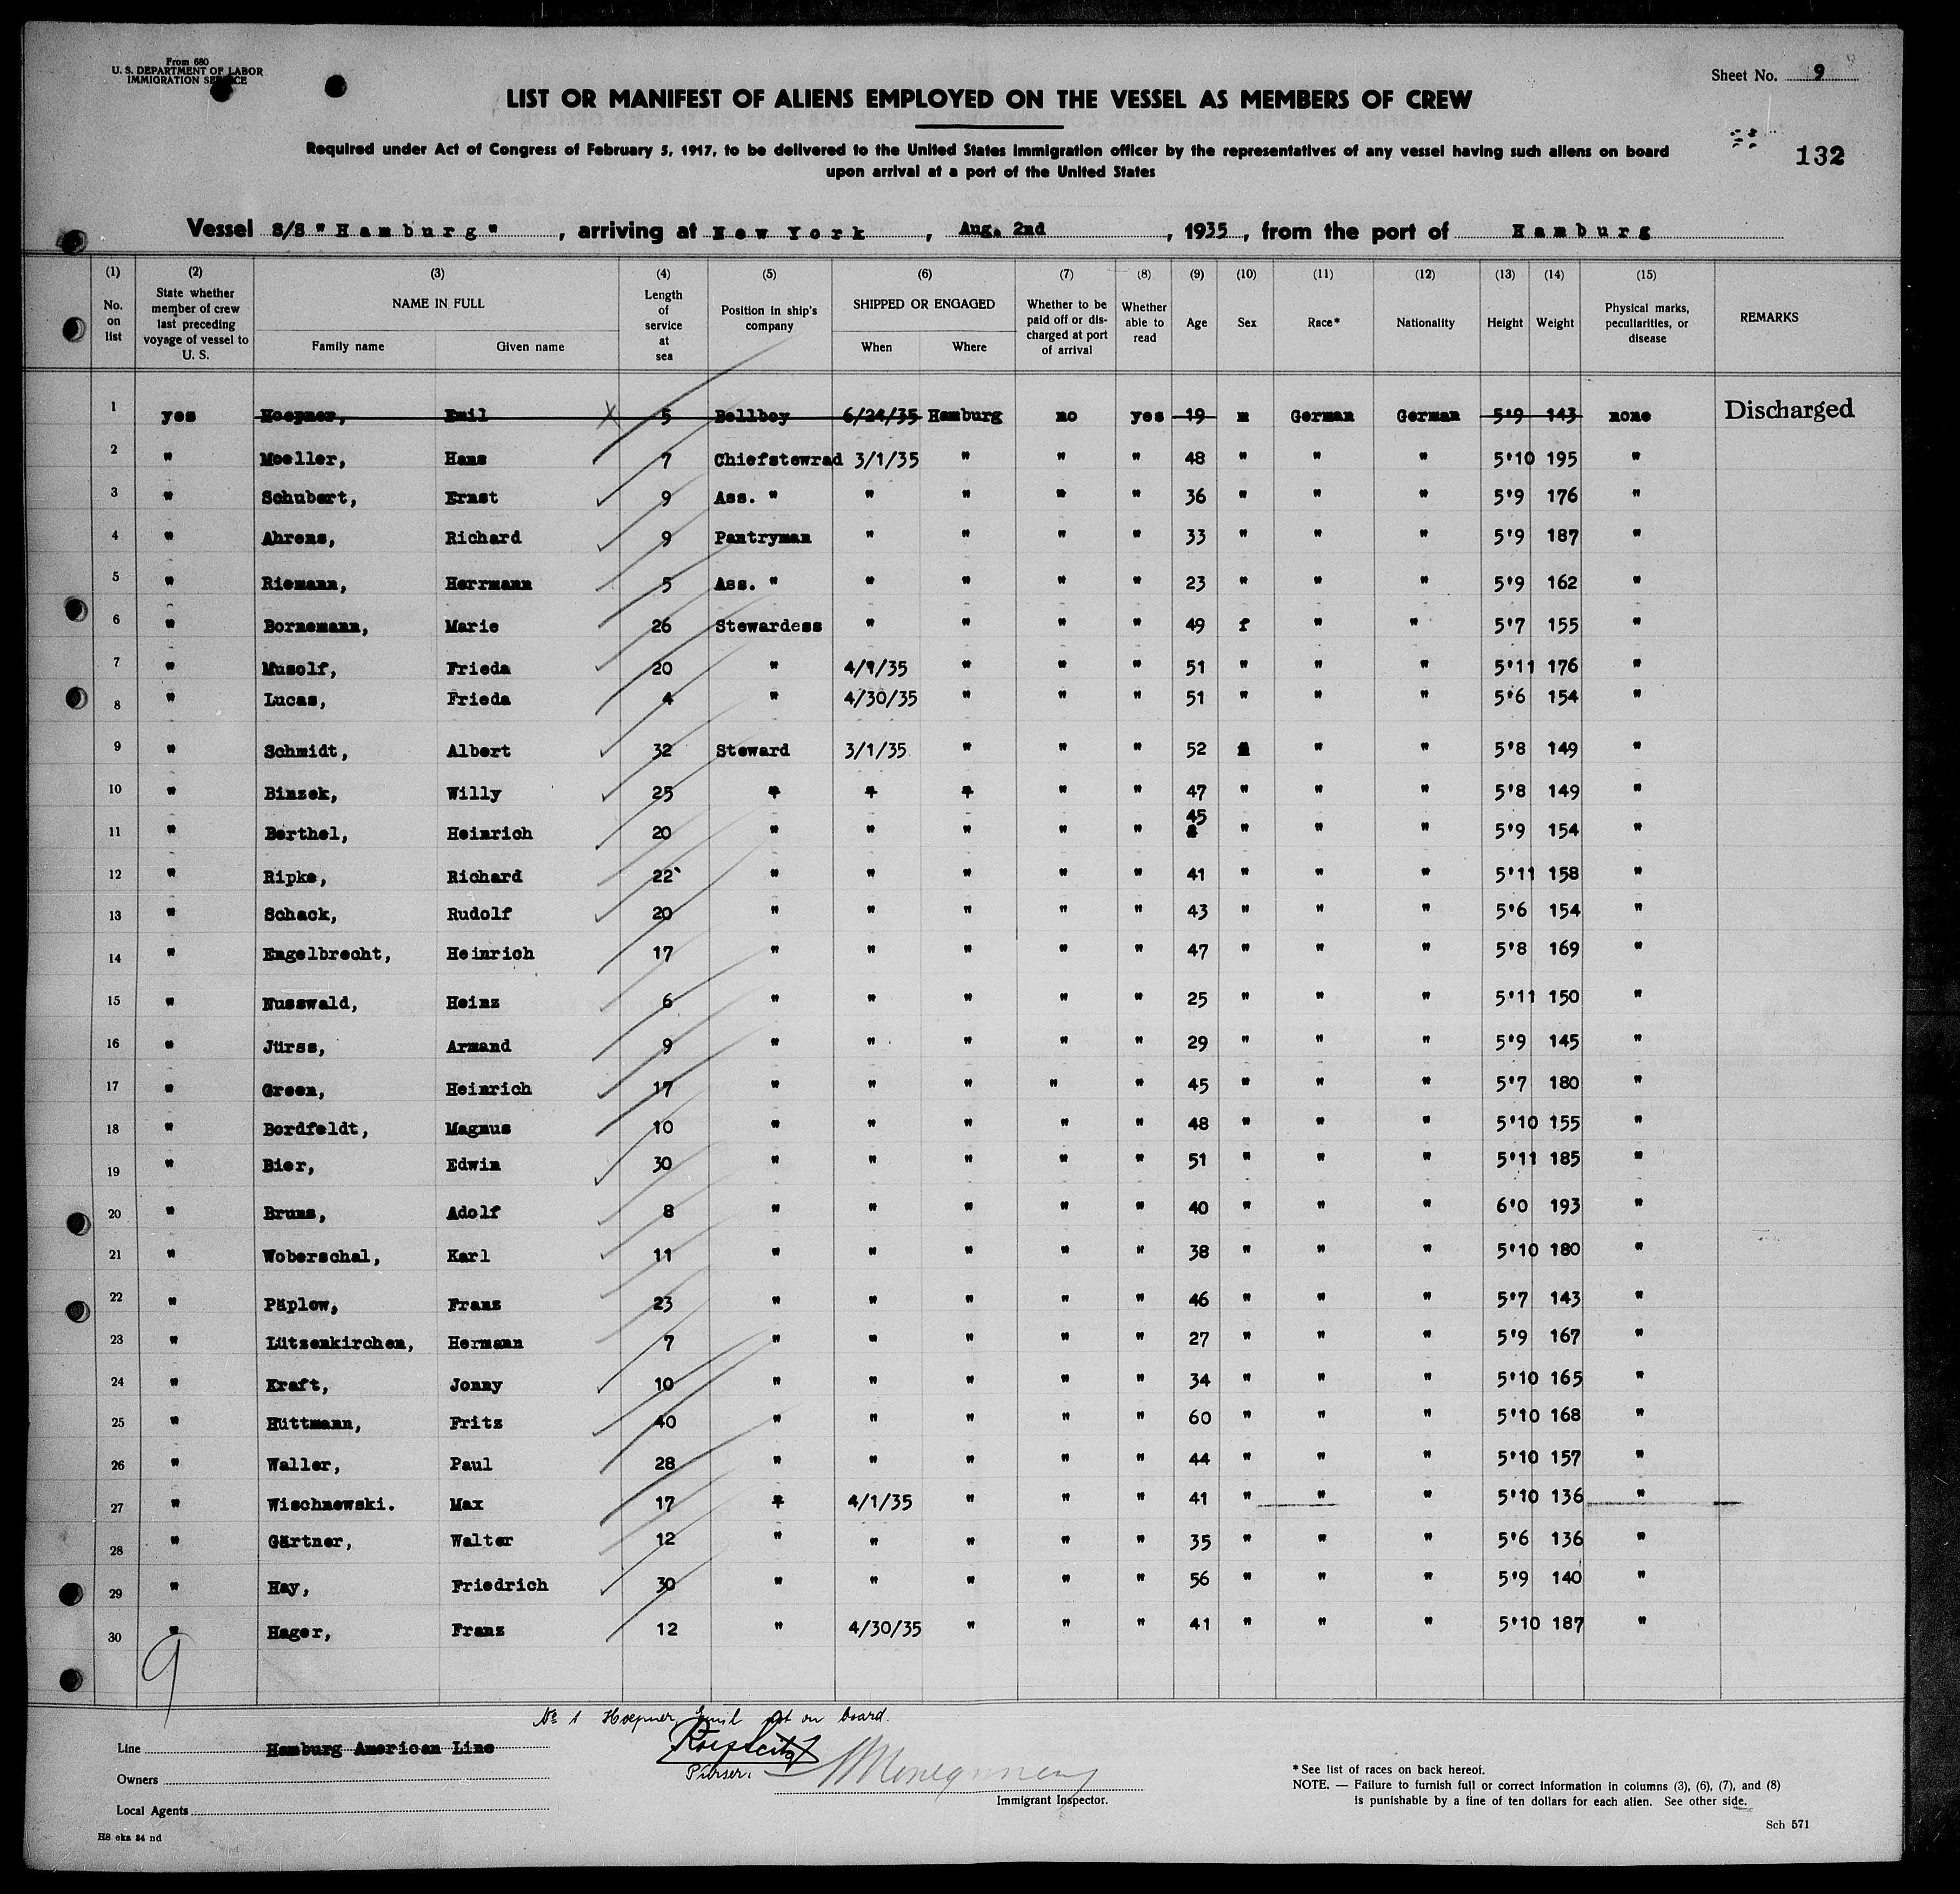 From 680
U. S. DEPARTMENT OF LABOR
IMMIGRATION SERVICE
Sheet No. 9
LIST OR MANIFEST OF ALIENS EMPLOYED ON THE VESSEL AS MEMBERS OF CREW
Required under Act of Congress of February 5, 1917, to be delivered to the United States immigration officer by the representatives of any vessel having such aliens on board
upon arrival at a port of the United States
132
Vessel S/S "Hamburg", arriving at New York, Aug. 2nd, 1935, from the port of Hamburg
(1) (2) (3) (4) (5) (6) (7) (8) (9) (10) (11) (12) (13) (14) (15)
No. on list
State whether member of crew last preceding voyage of vessel to U. S.
NAME IN FULL
Family name Given name
Length of service at sea
Position in ship's company
SHIPPED OR ENGAGED
When Where
Whether to be paid off or discharged at port of arrival
Whether able to read
Age Sex Race* Nationality Height Weight
Physical marks, peculiarities, or disease
REMARKS
1 yes Hoepner, Emil X 5 Bellboy 6/24/35 Hamburg no yes 19 m German German 5'9 143 none Discharged
2 " Moeller, Hans 7 Chiefstewrad 3/1/35 " " " 48 " " " 5'10 195 "
3 " Schubert, Ernst 9 Ass. " " " " " 36 " " " 5'9 176 "
4 " Ahrens, Richard 9 Pantryman " " " " 33 " " " 5'9 187 "
5 " Riemann, Herrmann 5 Ass. " " " " " 23 " " " 5'9 162 "
6 " Bornemann, Marie 26 Stewardess " " " " 49 f " " 5'7 155 "
7 " Musolf, Frieda 20 " 4/1/35 " " " 51 " " " 5'11 176 "
8 " Lucas, Frieda 4 " 4/30/35 " " " 51 " " " 5'6 154 "
9 " Schmidt, Albert 32 Steward 3/1/35 " " " 52 m " " 5'8 149 "
10 " Binzek, Willy 25 " " " " " 47 " " " 5'8 149 "
11 " Berthel, Heinrich 20 " " " " " 45 " " " 5'9 154 "
12 " Ripke, Richard 22 " " " " " 41 " " " 5'11 158 "
13 " Schack, Rudolf 20 " " " " " 43 " " " 5'6 154 "
14 " Engelbrecht, Heinrich 17 " " " " " 47 " " " 5'8 169 "
15 " Nusswald, Heinz 6 " " " " " 25 " " " 5'11 150 "
16 " Jürss, Armand 9 " " " " " 29 " " " 5'9 145 "
17 " Green, Heinrich 17 " " " " " 45 " " " 5'7 180 "
18 " Bordfeldt, Magnus 10 " " " " " 48 " " " 5'10 155 "
19 " Bier, Edwin 30 " " " " " 51 " " " 5'11 185 "
20 " Bruns, Adolf 8 " " " " " 40 " " " 6'0 193 "
21 " Woberschal, Karl 11 " " " " " 38 " " " 5'10 180 "
22 " Päplow, Franz 23 " " " " " 46 " " " 5'7 143 "
23 " Lützenkirchen, Hermann 7 " " " " " 27 " " " 5'9 167 "
24 " Kraft, Jonny 10 " " " " " 34 " " " 5'10 165 "
25 " Hüttmann, Fritz 40 " " " " " 60 " " " 5'10 168 "
26 " Waller, Paul 28 " " " " " 44 " " " 5'10 157 "
27 " Wischnewski. Max 17 " 4/1/35 " " " 41 " " " 5'10 136 "
28 " Gärtner, Walter 12 " " " " " 35 " " " 5'6 136 "
29 " Hay, Friedrich 30 " " " " " 56 " " " 5'9 140 "
30 " Hager, Franz 12 " 4/30/35 " " " 41 " " " 5'10 187 "
9
No 1 Hoepner, Emil not on board.
Line Hamburg American Line
Purser.
Owners
Local Agents
Immigrant Inspector.
* See list of races on back hereof.
NOTE. — Failure to furnish full or correct information in columns (3), (6), (7), and (8)
is punishable by a fine of ten dollars for each alien. See other side.
H8 eks 34 nd
Sch 571